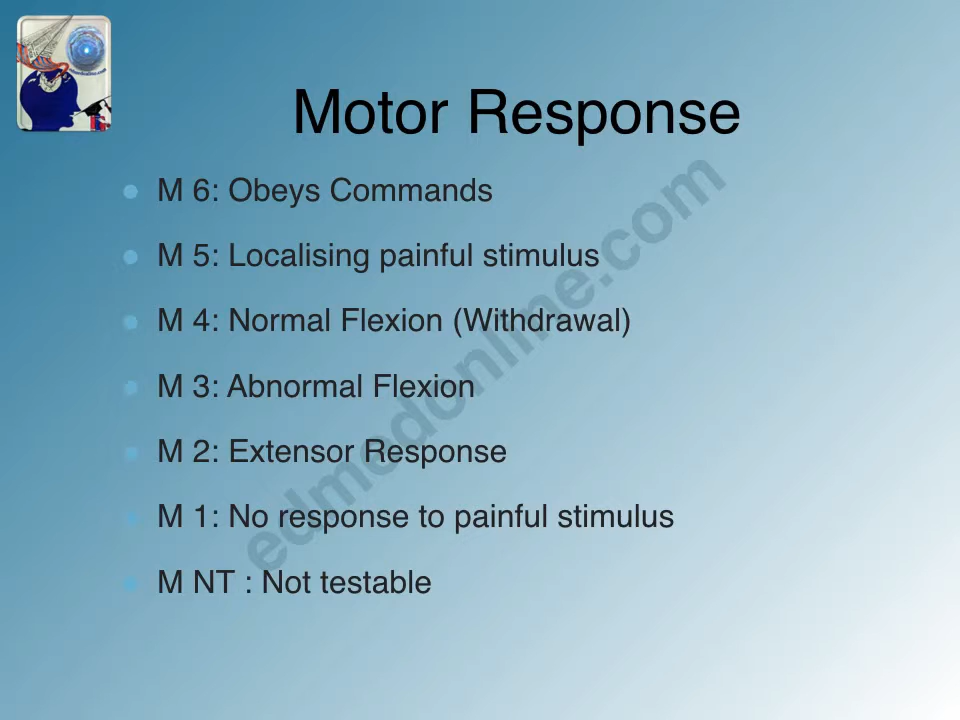 Motor Response
M 6: Obeys Commands
M 5: Localising painful stimulus
M 4: Normal Flexion (Withdrawal)
M 3: Abnormal Flexion
M 2: Extensor Response
M 1: No response to painful stimulus
M NT : Not testable
edmedonline.com